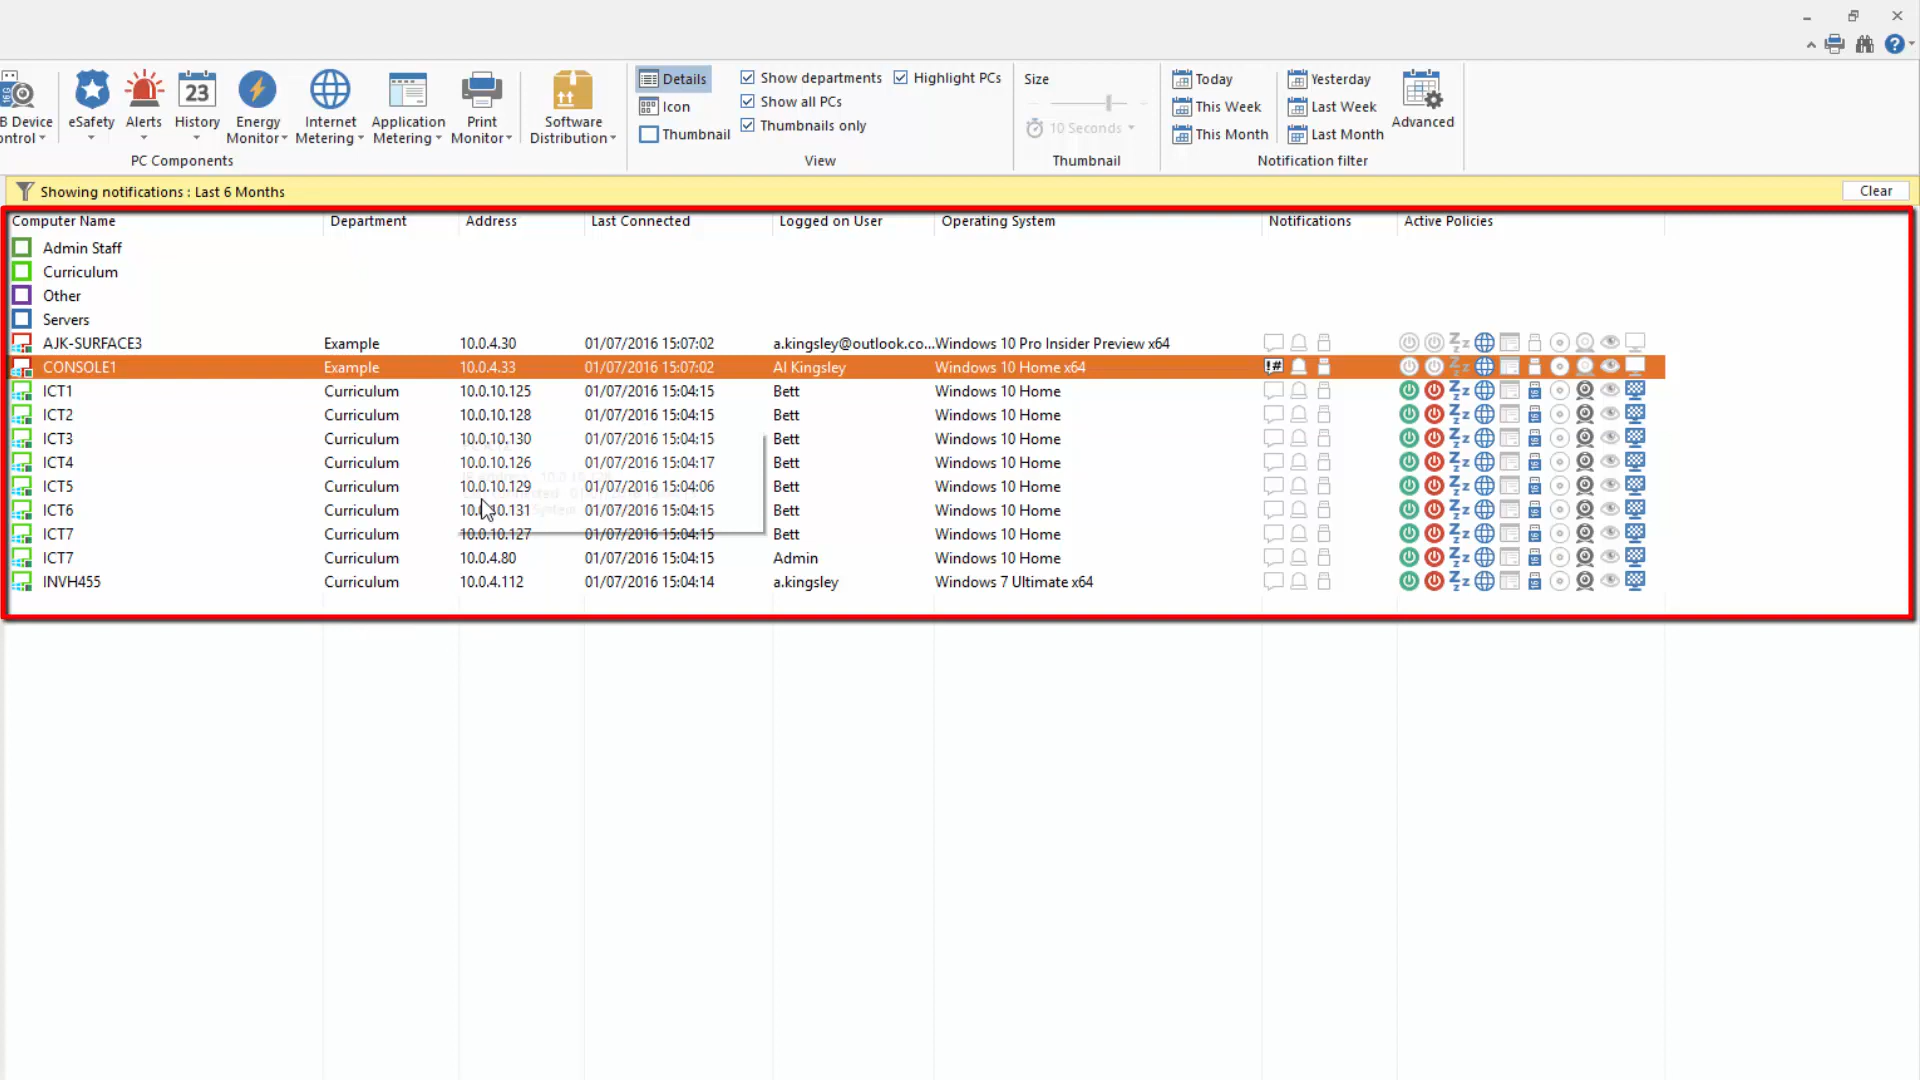 B Device
ontrol
eSafety
Alerts
23
History
Energy
Monitor
Internet
Metering
Application
Metering
Print
Monitor
Software
Distribution
PC Components
Details
Icon
Thumbnail
Show departments
Highlight PCs
Show all PCs
Thumbnails only
View
Size
10 Seconds
Thumbnail
Today
This Week
This Month
Yesterday
Last Week
Last Month
Advanced
Notification filter
Showing notifications : Last 6 Months
Clear
Computer Name Department Address Last Connected Logged on User Operating System Notifications Active Policies
Admin Staff
Curriculum
Other
Servers
AJK-SURFACE3 Example 10.0.4.30 01/07/2016 15:07:02 a.kingsley@outlook.co... Windows 10 Pro Insider Preview x64
CONSOLE1 Example 10.0.4.33 01/07/2016 15:07:02 Al Kingsley Windows 10 Home x64 !#
ICT1 Curriculum 10.0.10.125 01/07/2016 15:04:15 Bett Windows 10 Home
ICT2 Curriculum 10.0.10.128 01/07/2016 15:04:15 Bett Windows 10 Home
ICT3 Curriculum 10.0.10.130 01/07/2016 15:04:15 Bett Windows 10 Home
ICT4 Curriculum 10.0.10.126 01/07/2016 15:04:17 Bett Windows 10 Home
ICT5 Curriculum 10.0.10.129 01/07/2016 15:04:06 Bett Windows 10 Home
ICT6 Curriculum 10.0.10.131 01/07/2016 15:04:15 Bett Windows 10 Home
ICT7 Curriculum 10.0.10.127 01/07/2016 15:04:15 Bett Windows 10 Home
ICT7 Curriculum 10.0.4.80 01/07/2016 15:04:15 Admin Windows 10 Home
INVH455 Curriculum 10.0.4.112 01/07/2016 15:04:14 a.kingsley Windows 7 Ultimate x64